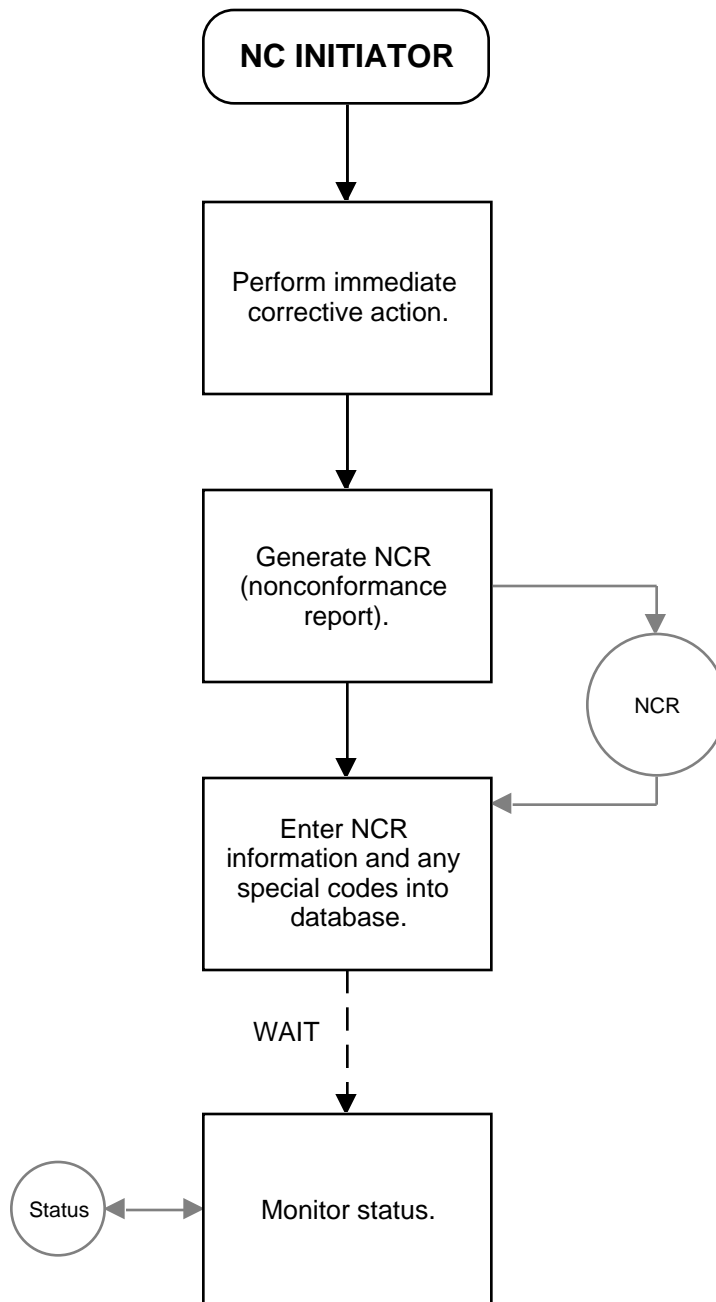 NC INITIATOR
Perform immediate
corrective action.
Generate NCR
(nonconformance
report).
NCR
Enter NCR
information and any
special codes into
database.
WAIT
Status
Monitor status.